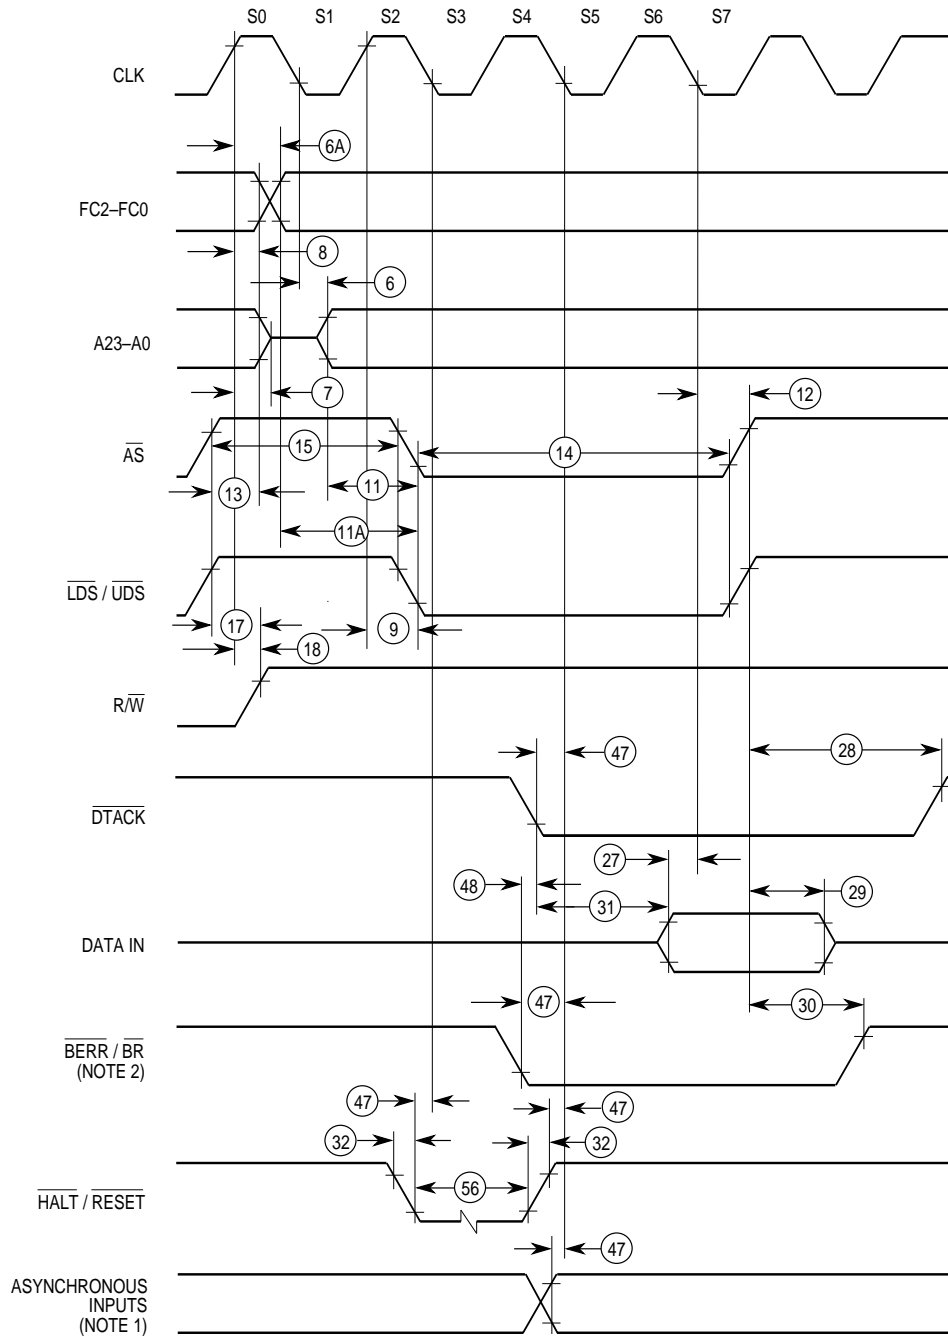 S0 S1 S2 S3 S4 S5 S6 S7
CLK
6A
FC2–FC0
8
6
A23–A0
7
12
15
14
AS
11
13
11A
LDS / UDS
17
9
18
R/W
47
28
DTACK
27
48
31
29
DATA IN
47
30
BERR / BR
(NOTE 2)
47
47
32
32
56
HALT / RESET
47
ASYNCHRONOUS
INPUTS
(NOTE 1)